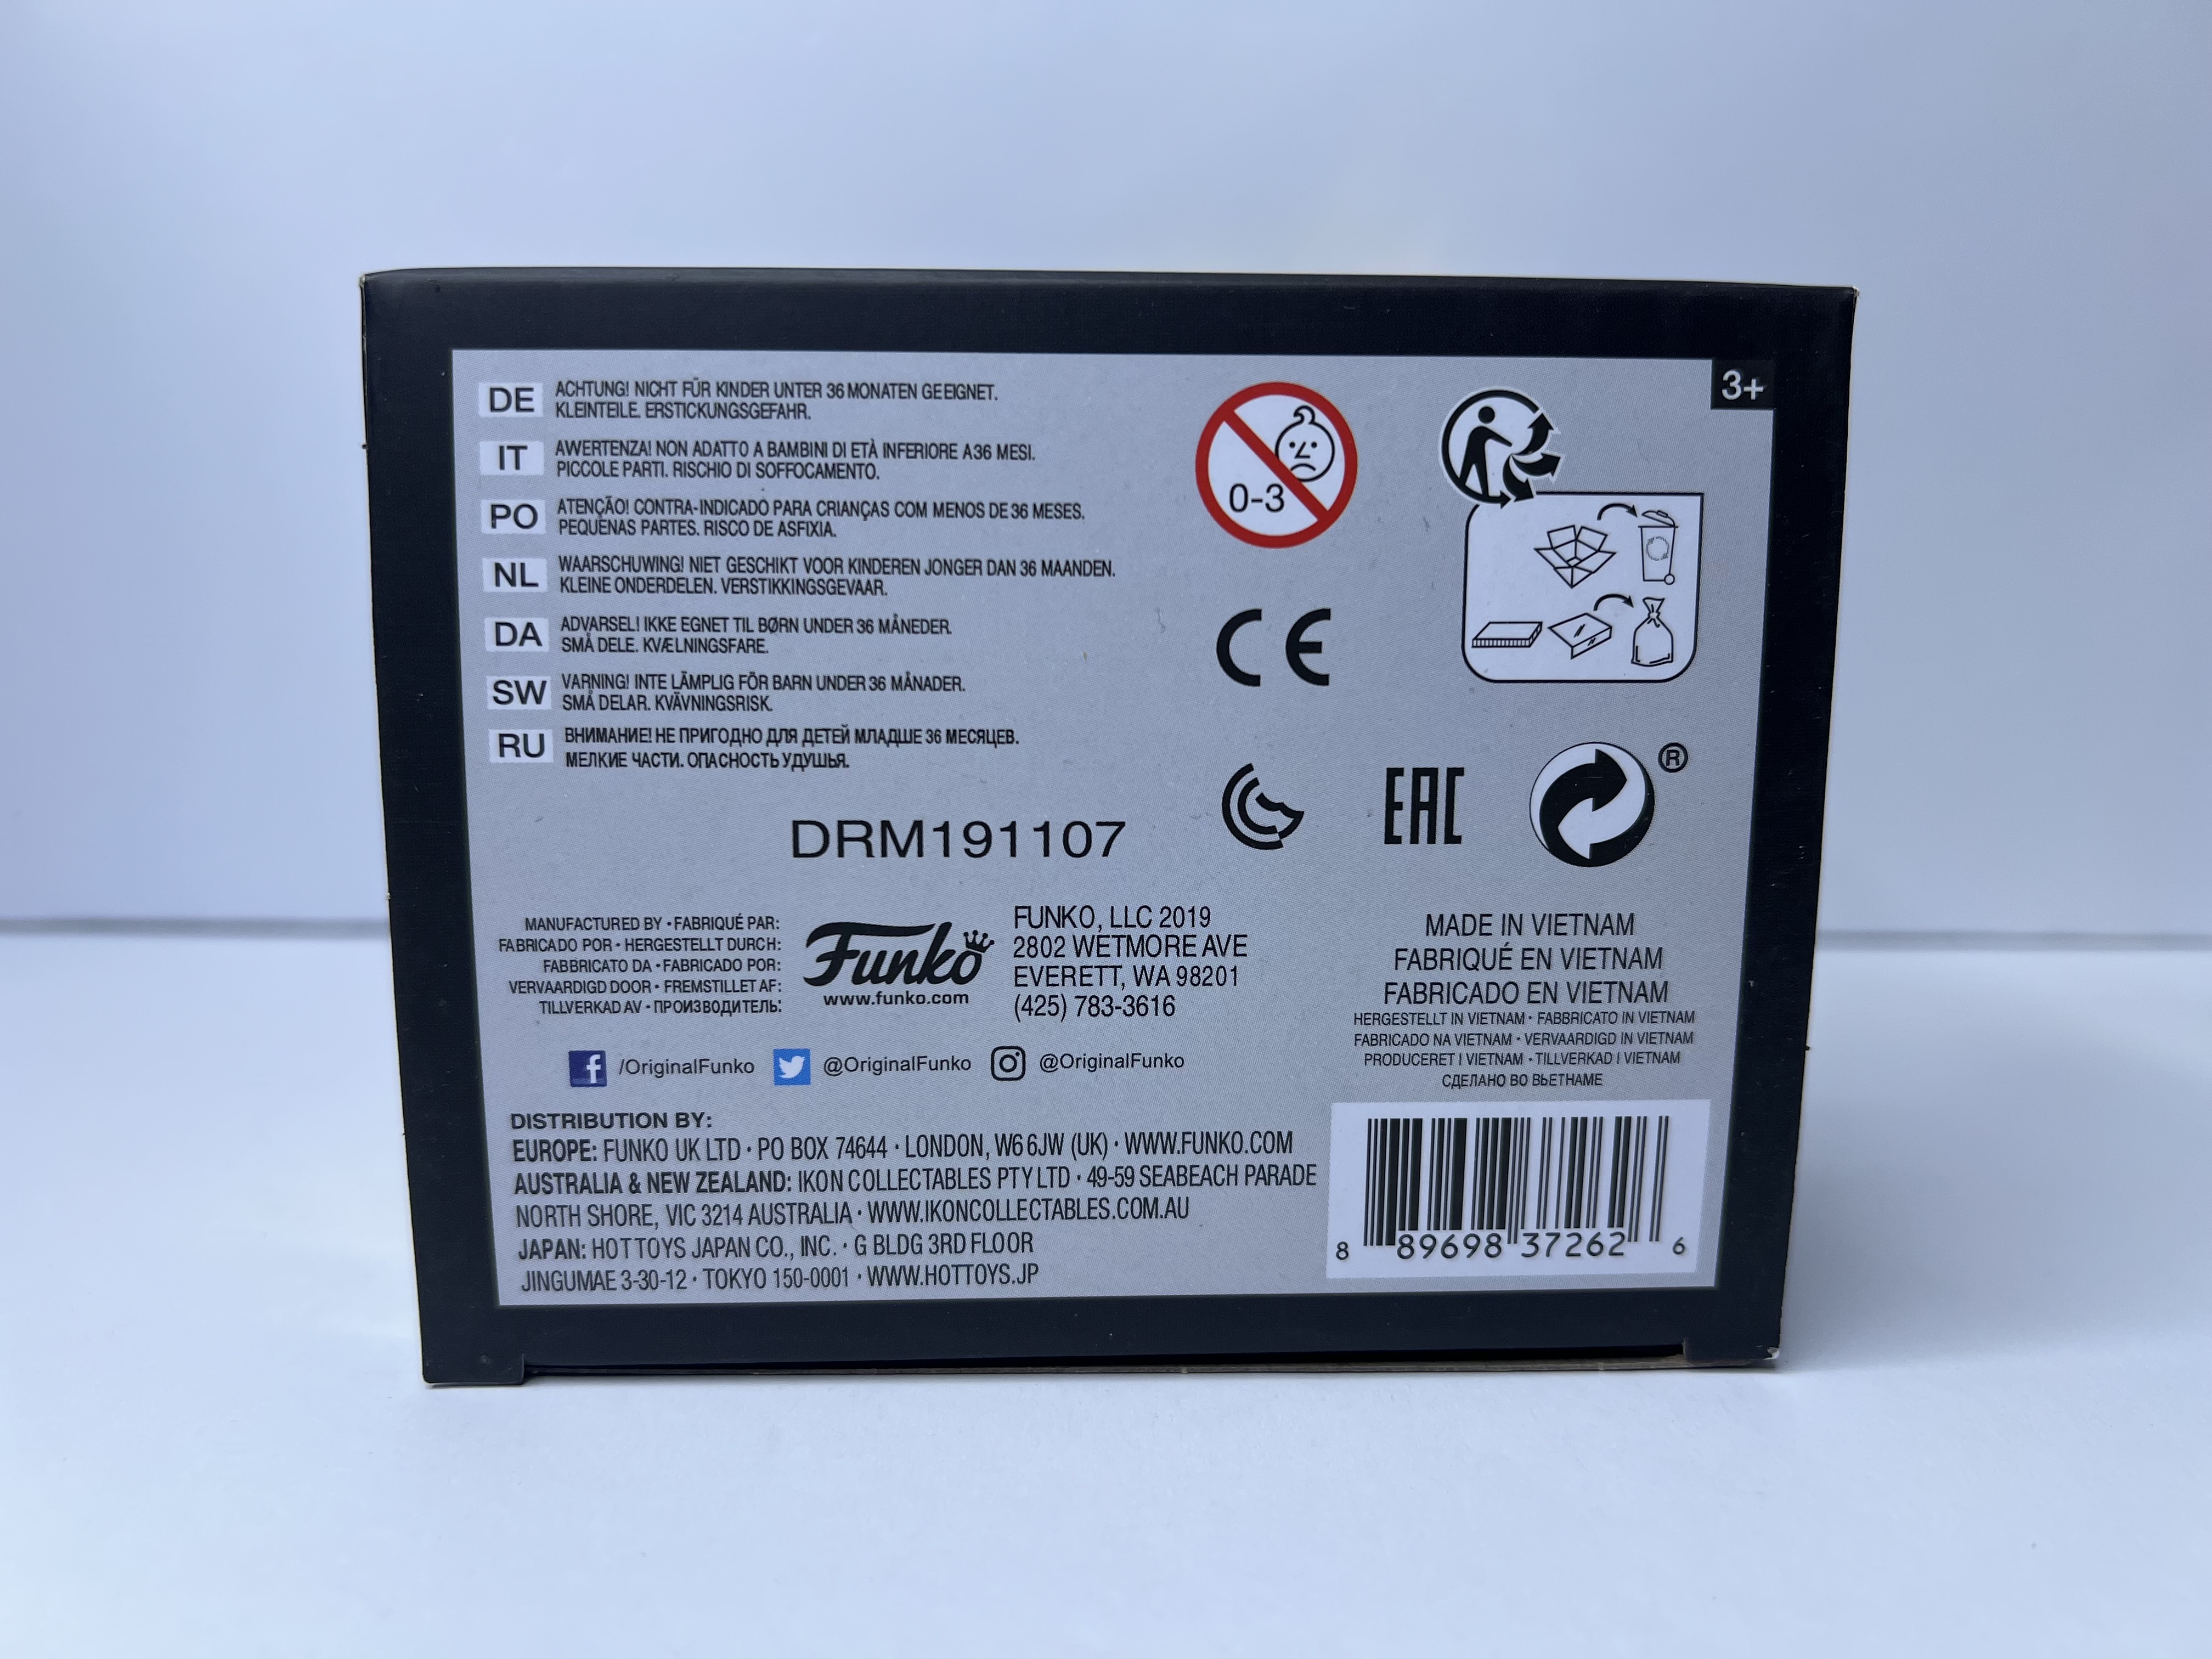 3+
DE
ACHTUNG! NICHT FÜR KINDER UNTER 36 MONATEN GEEIGNET.
KLEINTEILE. ERSTICKUNGSGEFAHR.
IT
AWERTENZA! NON ADATTO A BAMBINI DI ETÀ INFERIORE A36 MESI.
PICCOLE PARTI. RISCHIO DI SOFFOCAMENTO.
PO
ATENÇÃO! CONTRA-INDICADO PARA CRIANÇAS COM MENOS DE 36 MESES.
PEQUENAS PARTES. RISCO DE ASFIXIA.
NL
WAARSCHUWING! NIET GESCHIKT VOOR KINDEREN JONGER DAN 36 MAANDEN.
KLEINE ONDERDELEN. VERSTIKKINGSGEVAAR.
DA
ADVARSEL! IKKE EGNET TIL BØRN UNDER 36 MÅNEDER.
SMÅ DELE. KVÆLNINGSFARE.
SW
VARNING! INTE LÄMPLIG FÖR BARN UNDER 36 MÅNADER.
SMÅ DELAR. KVÄVNINGSRISK.
RU
ВНИМАНИЕ! НЕ ПРИГОДНО ДЛЯ ДЕТЕЙ МЛАДШЕ 36 МЕСЯЦЕВ.
МЕЛКИЕ ЧАСТИ. ОПАСНОСТЬ УДУШЬЯ.
0-3
CE
EAC
®
DRM191107
MANUFACTURED BY • FABRIQUÉ PAR:
FABRICADO POR • HERGESTELLT DURCH:
FABBRICATO DA • FABRICADO POR:
VERVAARDIGD DOOR • FREMSTILLET AF:
TILLVERKAD AV • ПРОИЗВОДИТЕЛЬ:
Funko
www.funko.com
FUNKO, LLC 2019
2802 WETMORE AVE
EVERETT, WA 98201
(425) 783-3616
MADE IN VIETNAM
FABRIQUÉ EN VIETNAM
FABRICADO EN VIETNAM
HERGESTELLT IN VIETNAM • FABBRICATO IN VIETNAM
FABRICADO NA VIETNAM • VERVAARDIGD IN VIETNAM
PRODUCERET I VIETNAM • TILLVERKAD I VIETNAM
СДЕЛАНО ВО ВЬЕТНАМЕ
/OriginalFunko @OriginalFunko @OriginalFunko
DISTRIBUTION BY:
EUROPE: FUNKO UK LTD • PO BOX 74644 • LONDON, W6 6JW (UK) • WWW.FUNKO.COM
AUSTRALIA & NEW ZEALAND: IKON COLLECTABLES PTY LTD • 49-59 SEABEACH PARADE
NORTH SHORE, VIC 3214 AUSTRALIA • WWW.IKONCOLLECTABLES.COM.AU
JAPAN: HOT TOYS JAPAN CO., INC. • G BLDG 3RD FLOOR
JINGUMAE 3-30-12 • TOKYO 150-0001 • WWW.HOTTOYS.JP
8 89698 37262 6